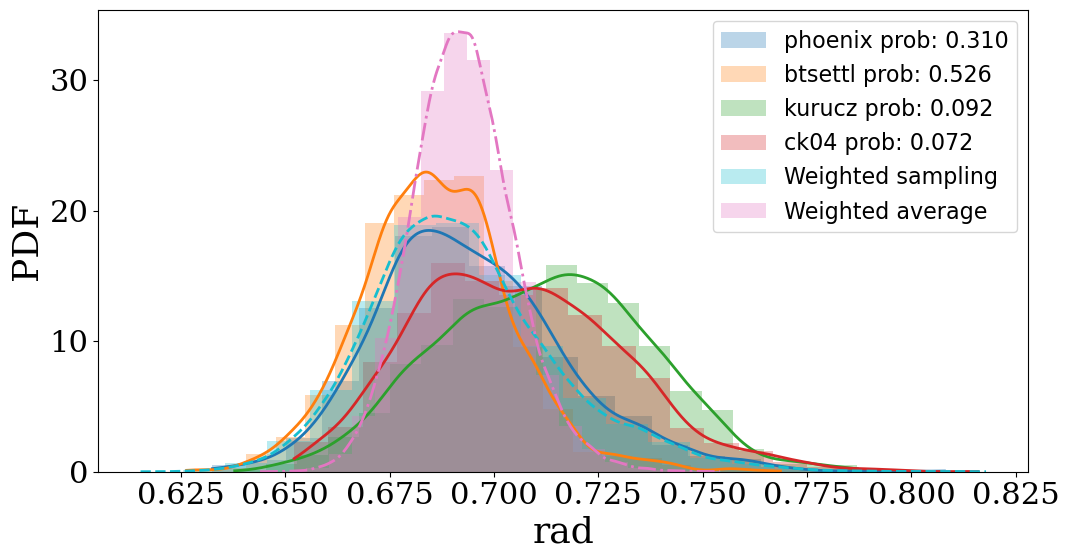 phoenix prob: 0.310
btsettl prob: 0.526
kurucz prob: 0.092
ck04 prob: 0.072
Weighted sampling
Weighted average
30
20
10
0
PDF
0.625 0.650 0.675 0.700 0.725 0.750 0.775 0.800 0.825
rad